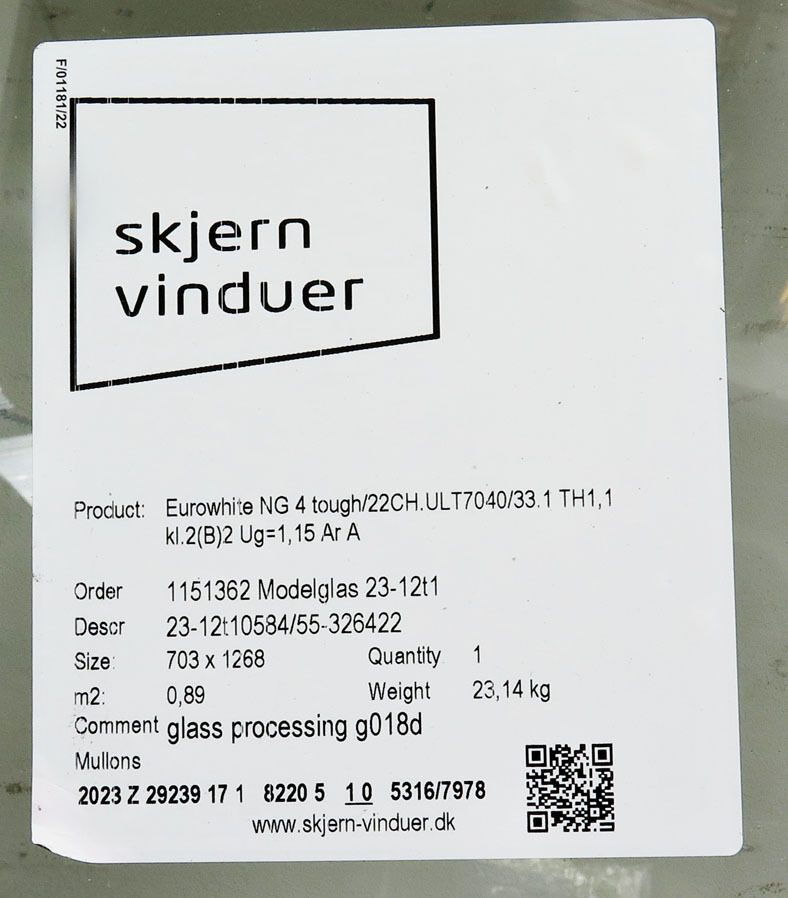 F/01181/22
skjern
vinduer
Product: Eurowhite NG 4 tough/22CH.ULT7040/33.1 TH1,1
kl.2(B)2 Ug=1,15 Ar A
Order 1151362 Modelglas 23-12t1
Descr 23-12t10584/55-326422
Size: 703 x 1268 Quantity 1
m2: 0,89 Weight 23,14 kg
Comment glass processing g018d
Mullons
2023 Z 29239 17 1 8220 5 1 0 5316/7978
www.skjern-vinduer.dk